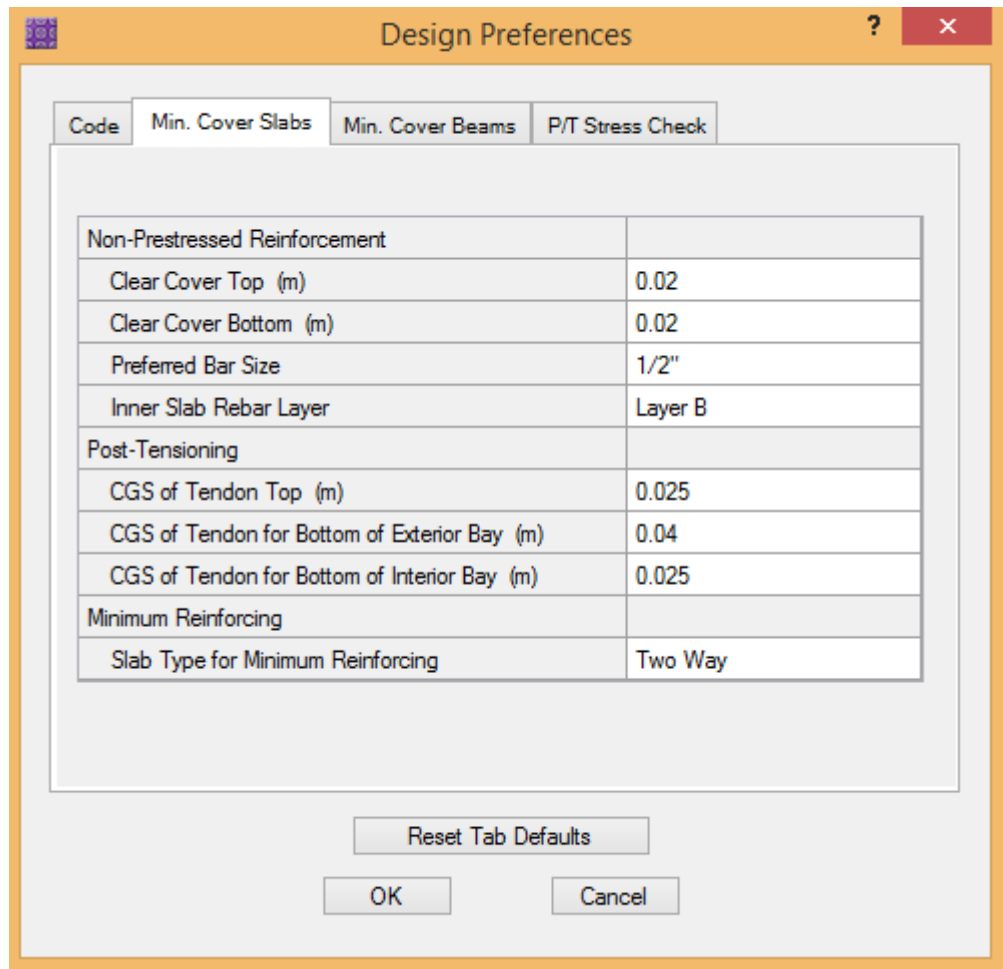 Design Preferences
?
×
Code Min. Cover Slabs Min. Cover Beams P/T Stress Check
Non-Prestressed Reinforcement
Clear Cover Top (m) 0.02
Clear Cover Bottom (m) 0.02
Preferred Bar Size 1/2"
Inner Slab Rebar Layer Layer B
Post-Tensioning
CGS of Tendon Top (m) 0.025
CGS of Tendon for Bottom of Exterior Bay (m) 0.04
CGS of Tendon for Bottom of Interior Bay (m) 0.025
Minimum Reinforcing
Slab Type for Minimum Reinforcing Two Way
Reset Tab Defaults
OK Cancel